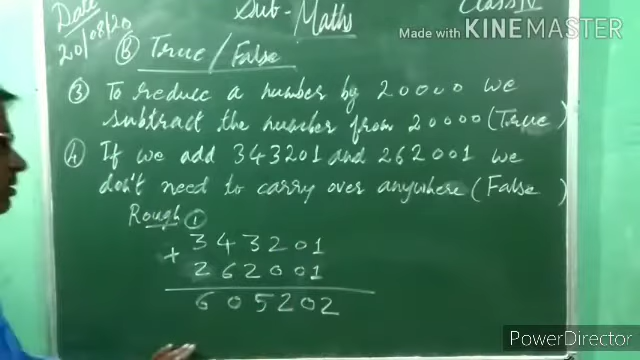 Date
20/08/20
Sub- Maths
Class IV
Made with KINEMASTER
(B) True / False
(3) To reduce a number by 20000 we
subtract the number from 20000 (True)
(4) If we add 343201 and 262001 we
don't need to carry over anywhere (False)
Rough (1)
343201
+ 262001
605202
PowerDirector